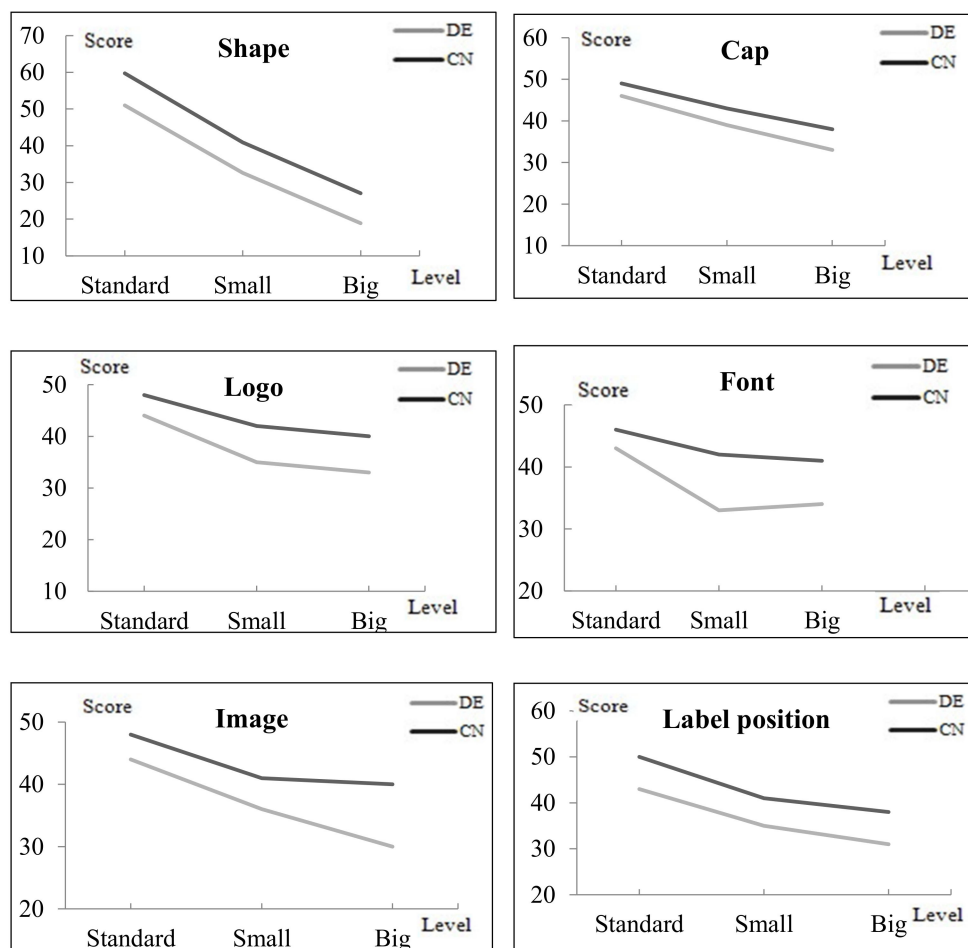 Shape
Score
DE
CN
70
60
50
40
30
20
10
Standard Small Big
Level
Cap
Score
DE
CN
60
50
40
30
20
10
Standard Small Big
Level
Logo
Score
DE
CN
50
40
30
20
10
Standard Small Big
Level
Font
Score
DE
CN
50
40
30
20
Standard Small Big
Level
Image
Score
DE
CN
50
40
30
20
Standard Small Big
Level
Label position
Score
DE
CN
60
50
40
30
20
Standard Small Big
Level